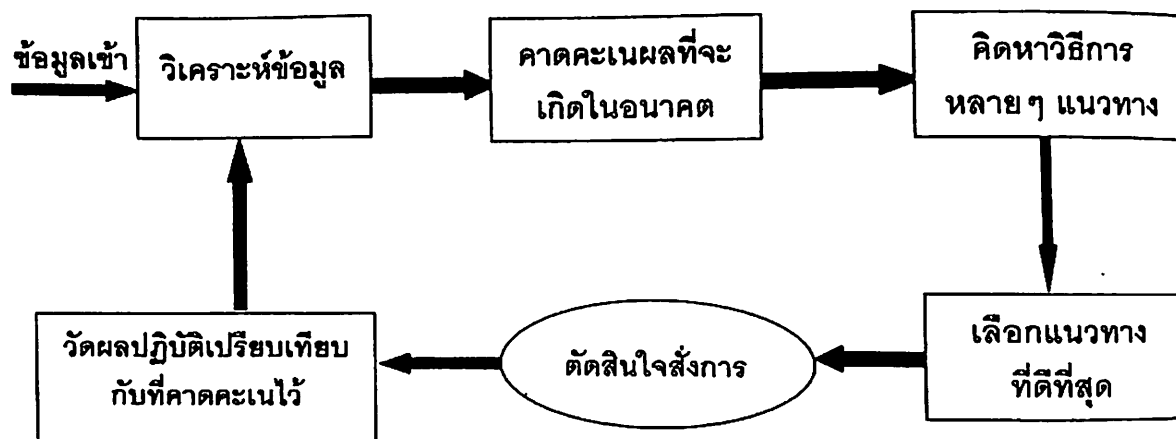 ข้อมูลเข้า
วิเคราะห์ข้อมูล
คาดคะเนผลที่จะ
เกิดในอนาคต
คิดหาวิธีการ
หลายๆ แนวทาง
เลือกแนวทาง
ที่ดีที่สุด
ตัดสินใจสั่งการ
วัดผลปฏิบัติเปรียบเทียบ
กับที่คาดคะเนไว้